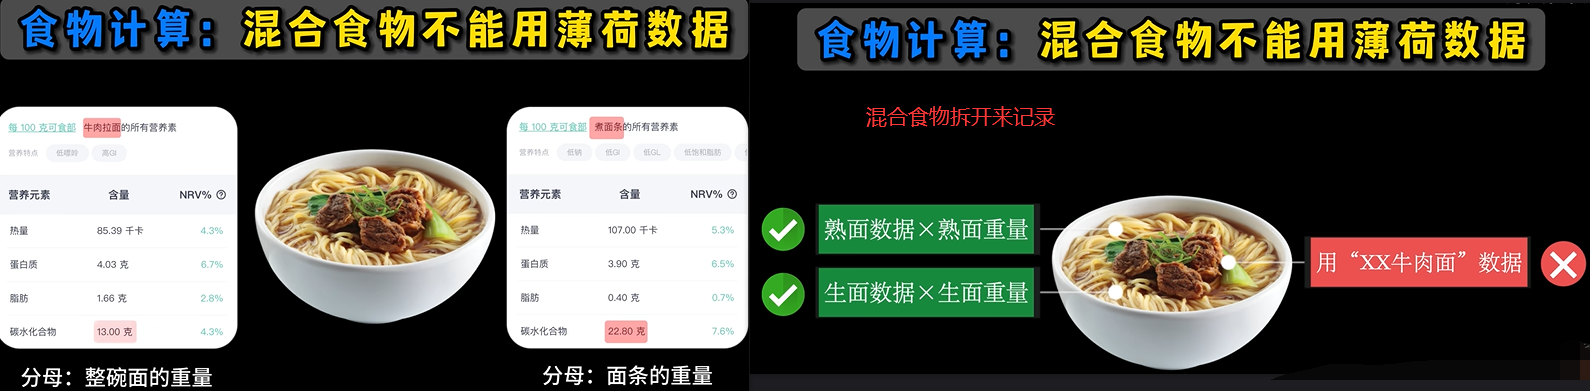 食物计算：混合食物不能用薄荷数据
每 100 克可食部 牛肉拉面的所有营养素
营养特点 低嘌呤 高GI
营养元素 含量 NRV%
热量 85.39 千卡 4.3%
蛋白质 4.03 克 6.7%
脂肪 1.66 克 2.8%
碳水化合物 13.00 克 4.3%
分母：整碗面的重量
每 100 克可食部 煮面条的所有营养素
营养特点 低钠 低GI 低GL 低饱和脂肪
营养元素 含量 NRV%
热量 107.00 千卡 5.3%
蛋白质 3.90 克 6.5%
脂肪 0.40 克 0.7%
碳水化合物 22.80 克 7.6%
分母：面条的重量
食物计算：混合食物不能用薄荷数据
混合食物拆开来记录
熟面数据×熟面重量
生面数据×生面重量
用“XX牛肉面”数据